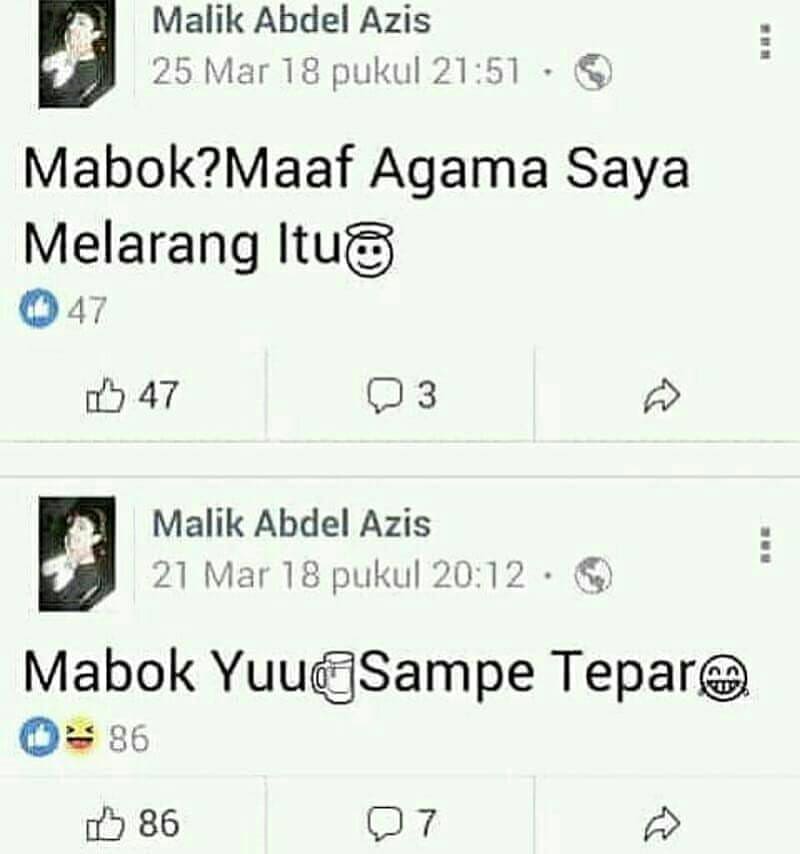 Malik Abdel Azis
25 Mar 18 pukul 21:51 ·
Mabok?Maaf Agama Saya
Melarang Itu😇
47
47 3
Malik Abdel Azis
21 Mar 18 pukul 20:12 ·
Mabok Yuu🍺Sampe Tepar😂
86
86 7